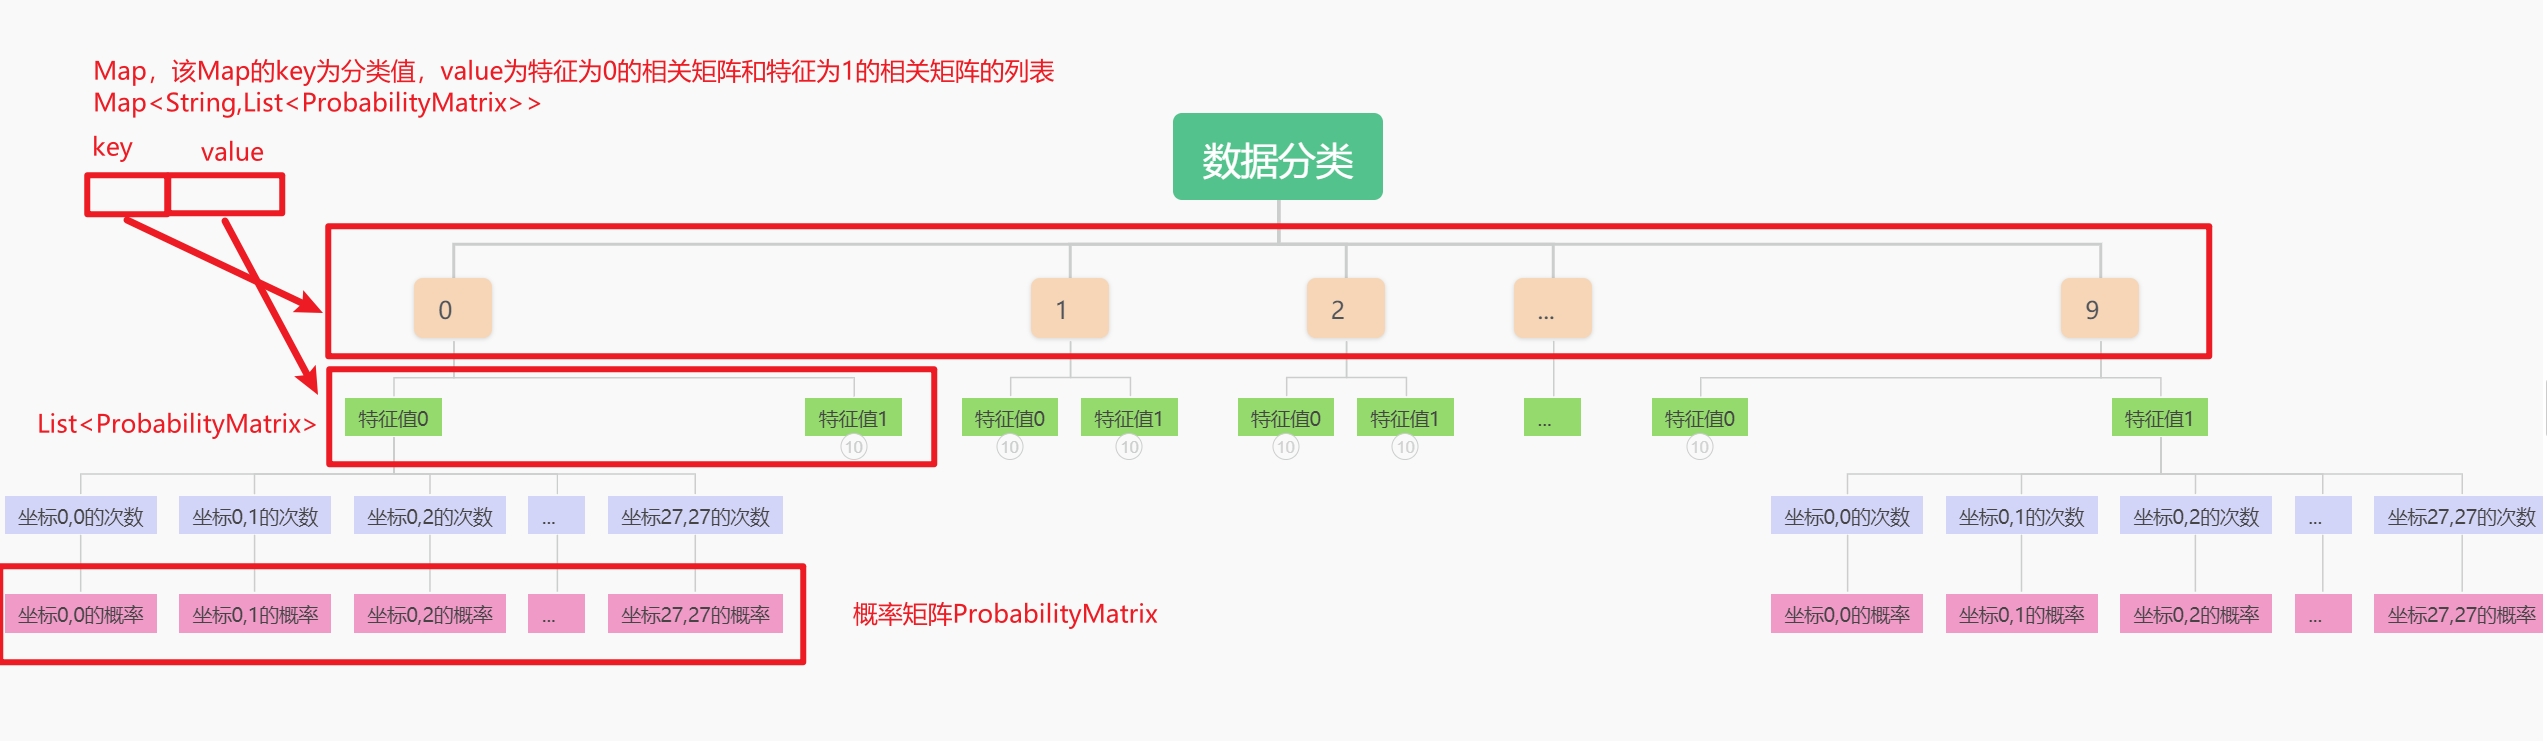 Map，该Map的key为分类值，value为特征为0的相关矩阵和特征为1的相关矩阵的列表
Map<String,List<ProbabilityMatrix>>
key
value
数据分类
0
1
2
...
9
List<ProbabilityMatrix>
特征值0
特征值1
特征值0
特征值1
特征值0
特征值1
...
特征值0
特征值1
10
10
10
10
10
10
坐标0,0的次数
坐标0,1的次数
坐标0,2的次数
...
坐标27,27的次数
坐标0,0的次数
坐标0,1的次数
坐标0,2的次数
...
坐标27,27的次数
坐标0,0的概率
坐标0,1的概率
坐标0,2的概率
...
坐标27,27的概率
概率矩阵ProbabilityMatrix
坐标0,0的概率
坐标0,1的概率
坐标0,2的概率
...
坐标27,27的概率